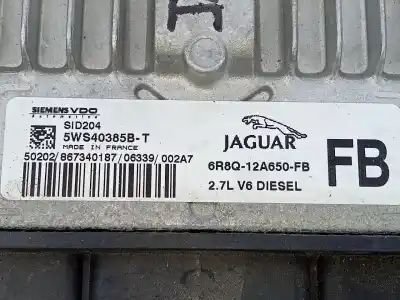 SIEMENS VDO
Automotive
SID204
5WS40385B-T
MADE IN FRANCE
50202/867340187/06339/002A7
JAGUAR
6R8Q-12A650-FB
2.7L V6 DIESEL
FB